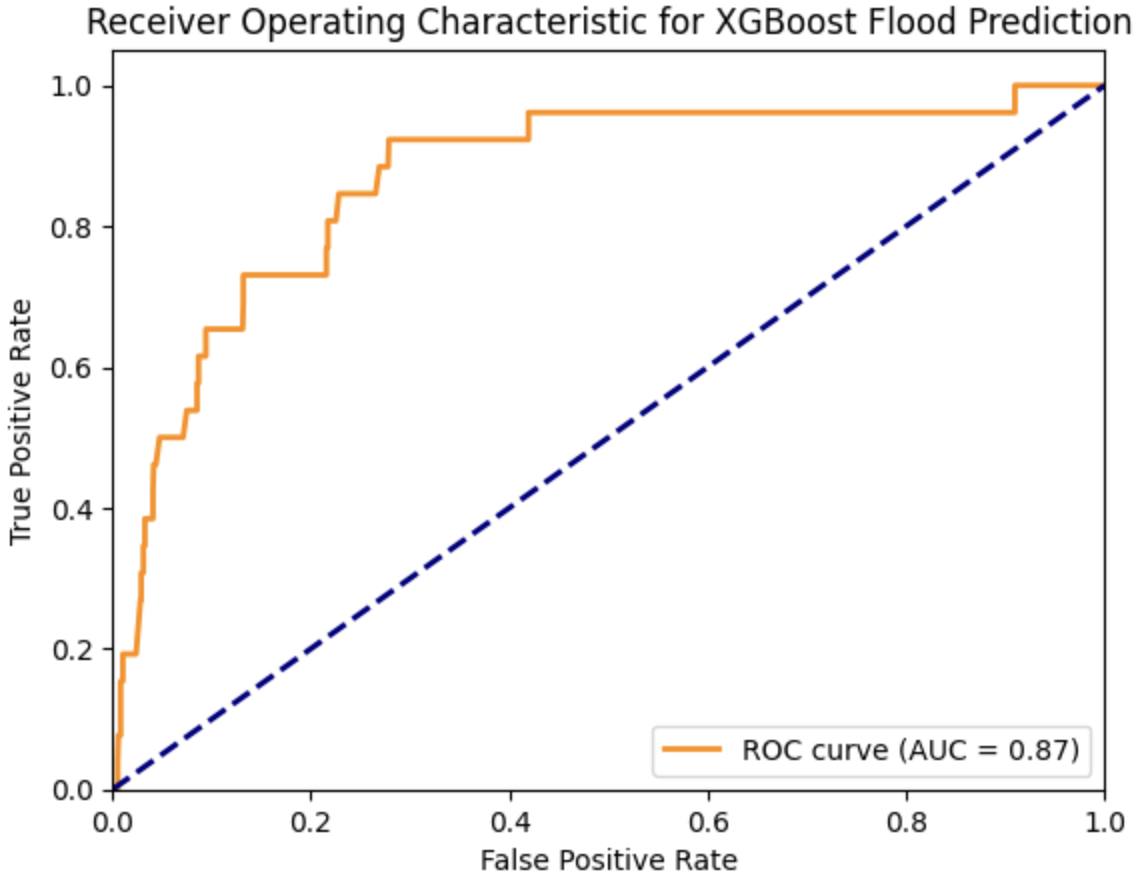 Receiver Operating Characteristic for XGBoost Flood Prediction
1.0
0.8
0.6
0.4
0.2
0.0
True Positive Rate
ROC curve (AUC = 0.87)
0.0 0.2 0.4 0.6 0.8 1.0
False Positive Rate